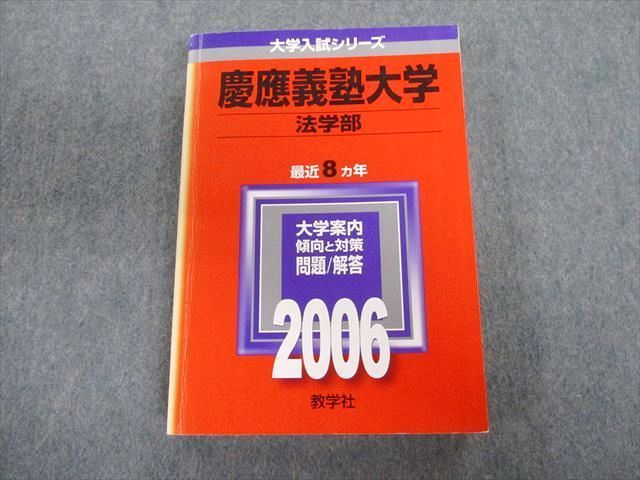 大学入試シリーズ
慶應義塾大学
法学部
最近8ヵ年
大学案内
傾向と対策
問題/解答
2006
教学社